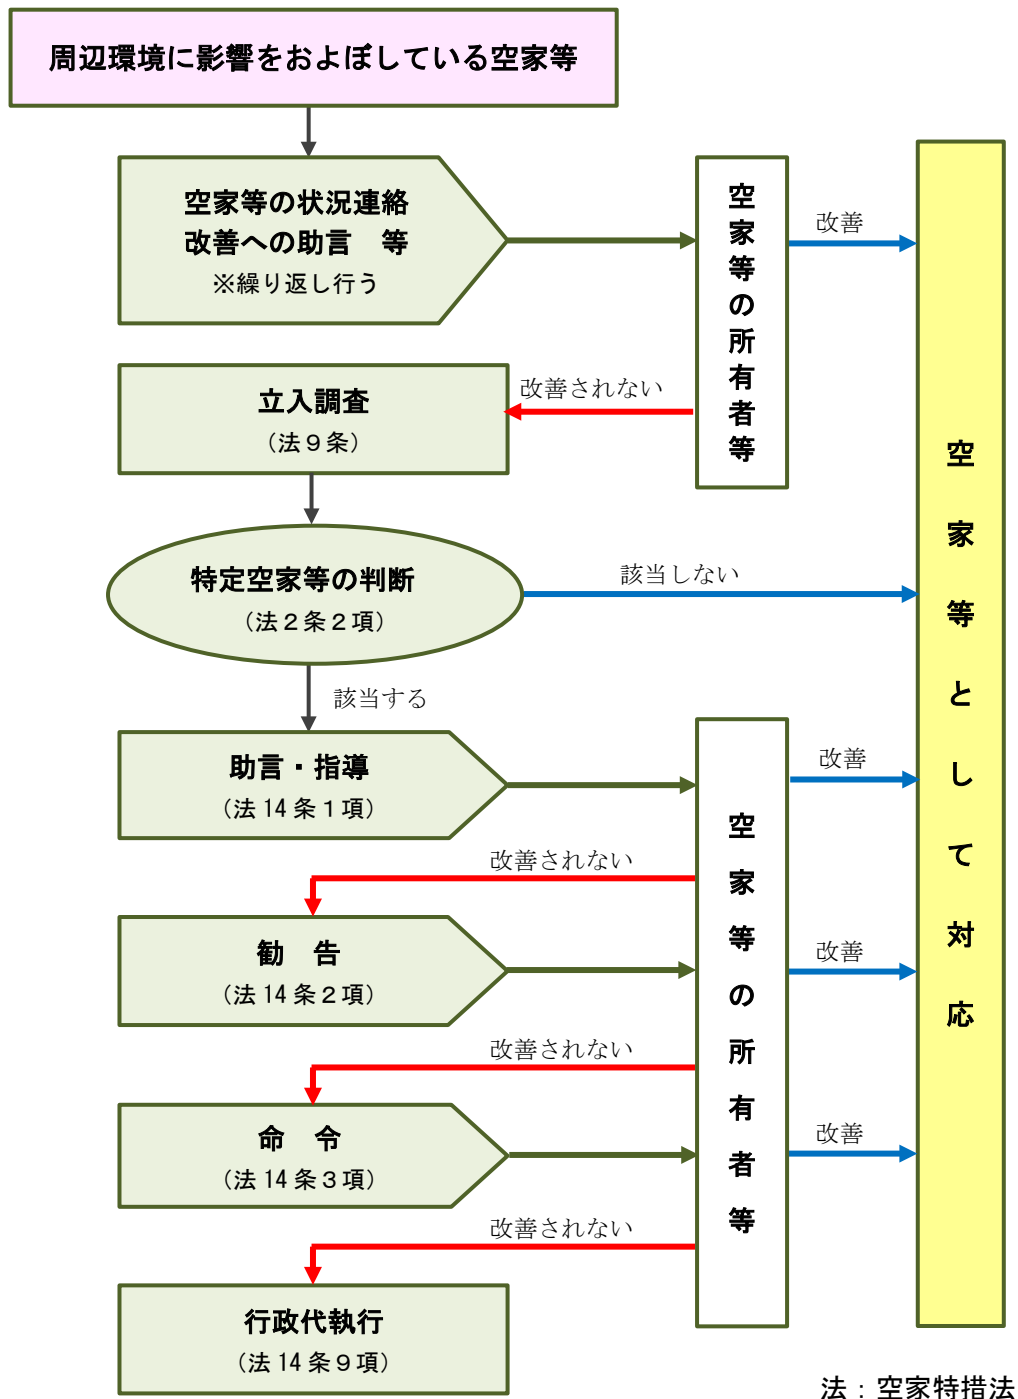 周辺環境に影響をおよぼしている空家等
空家等の状況連絡
改善への助言　等
※繰り返し行う
空家等の所有者等
改善
改善されない
立入調査
（法９条）
特定空家等の判断
（法２条２項）
該当しない
該当する
空家等として対応
助言・指導
（法 14 条１項）
空家等の所有者等
改善
改善されない
勧　告
（法 14 条２項）
改善
改善されない
命　令
（法 14 条３項）
改善
改善されない
行政代執行
（法 14 条９項）
法：空家特措法